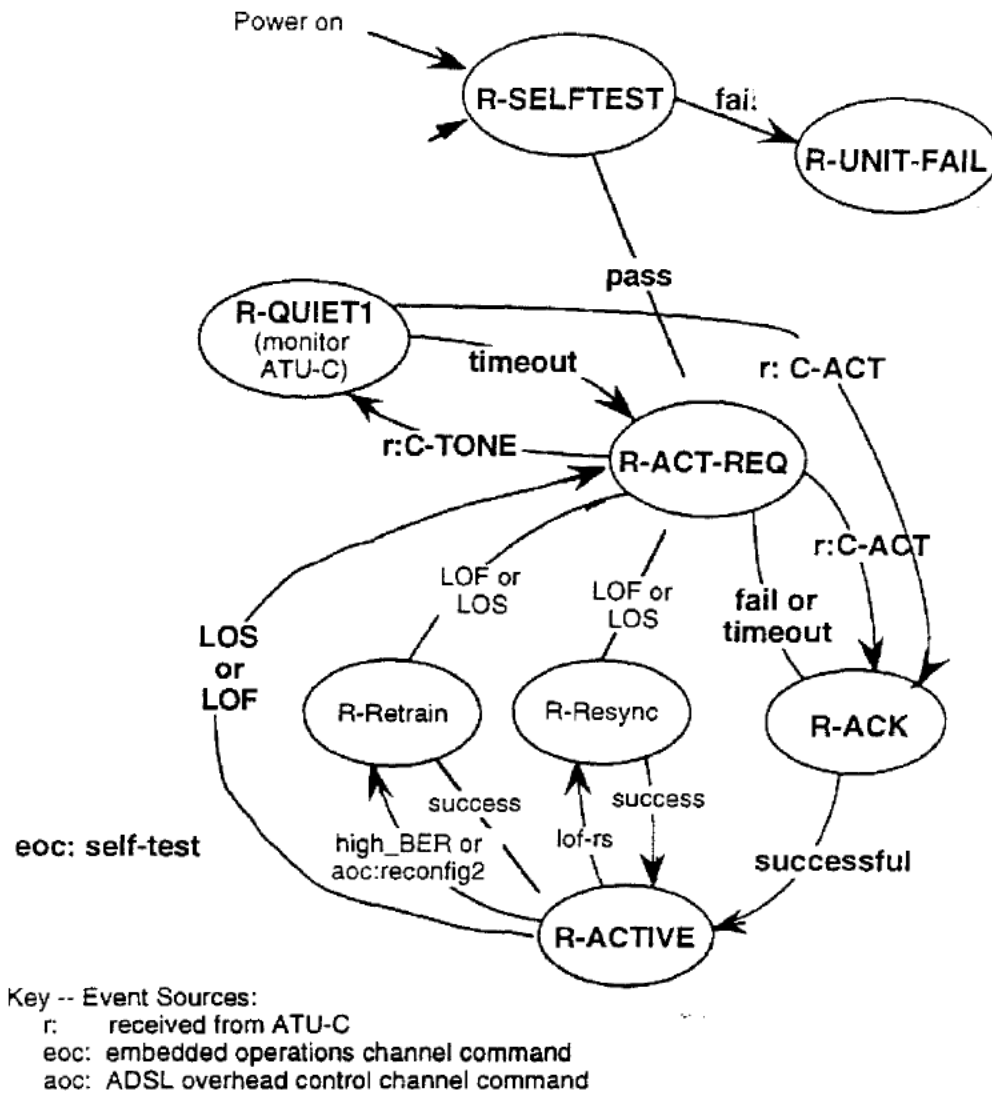 Power on
R-SELFTEST
fail
R-UNIT-FAIL
pass
R-QUIET1
(monitor
ATU-C)
timeout
r: C-ACT
r:C-TONE
R-ACT-REQ
r:C-ACT
LOF or
LOS
LOF or
LOS
fail or
timeout
LOS
or
LOF
R-Retrain
R-Resync
R-ACK
success
success
high_BER or
aoc:reconfig2
lof-rs
eoc: self-test
successful
R-ACTIVE
Key -- Event Sources:
r: received from ATU-C
eoc: embedded operations channel command
aoc: ADSL overhead control channel command